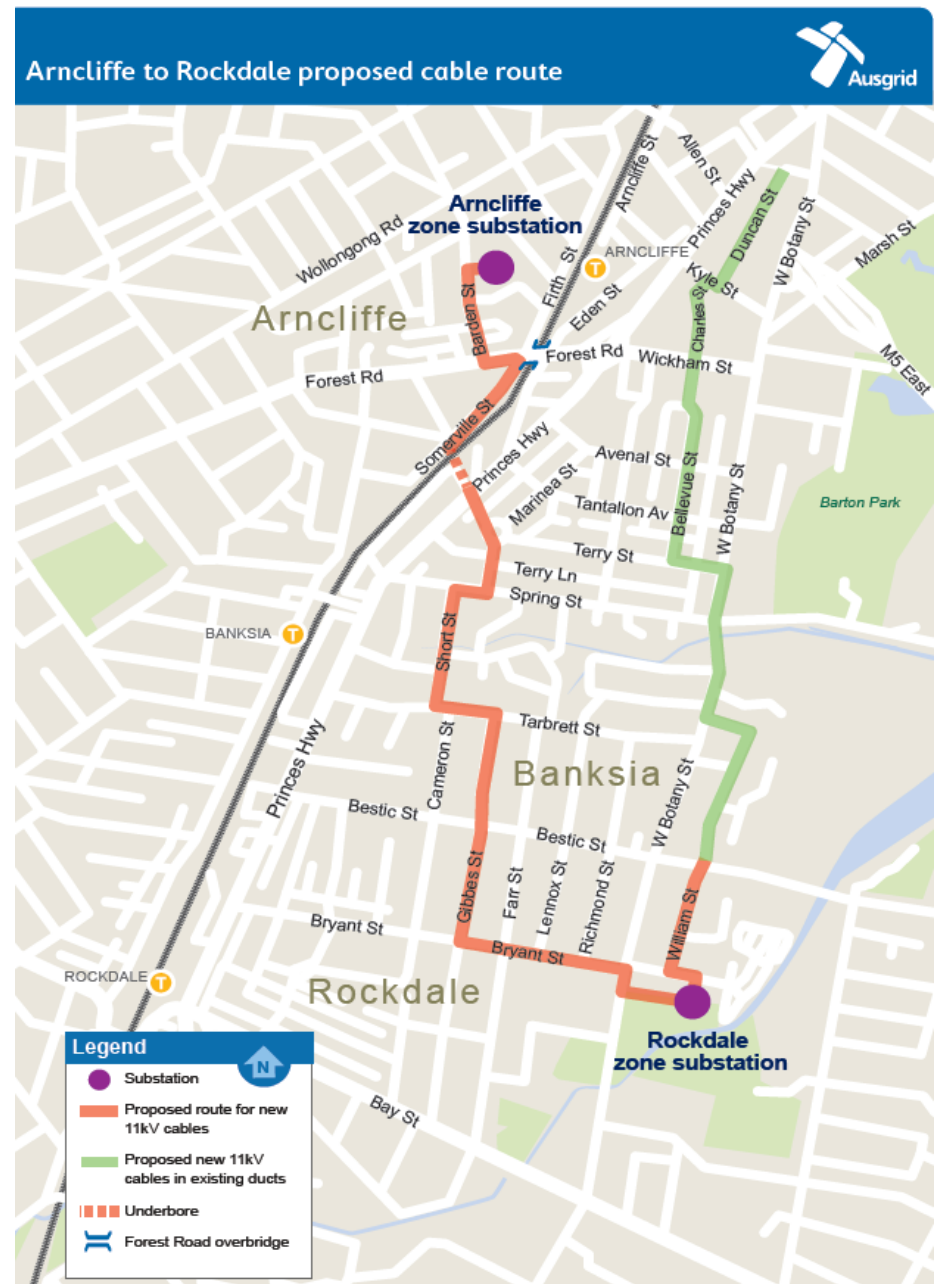 Arncliffe to Rockdale proposed cable route
Ausgrid
Allen St
Arncliffe St
Princes Hwy
Duncan St
W Botany St
Marsh St
Arncliffe
zone substation
Wollongong Rd
ARNCLIFFE
T
Firth St
Kyle St
Eden St
Charles St
Arncliffe
Barden St
Forest Rd
Wickham St
M5 East
Forest Rd
Somerville St
Princes Hwy
Avenal St
Marinea St
Bellevue St
W Botany St
Tantallon Av
Barton Park
Terry St
Terry Ln
Spring St
BANKSIA
T
Short St
Tarbrett St
Cameron St
Princes Hwy
Banksia
W Botany St
Bestic St
Bestic St
Gibbes St
Farr St
Lennox St
Richmond St
William St
Bryant St
Bryant St
ROCKDALE
T
Rockdale
Rockdale
zone substation
Bay St
Legend
N
Substation
Proposed route for new
11kV cables
Proposed new 11kV
cables in existing ducts
Underbore
Forest Road overbridge